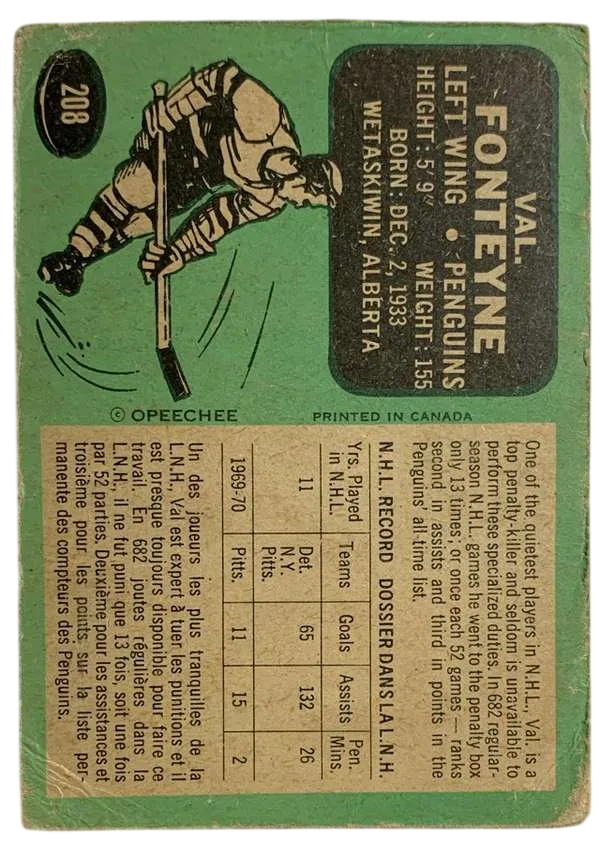 208
VAL.
FONTEYNE
LEFT WING • PENGUINS
HEIGHT: 5' 9" WEIGHT: 155
BORN: DEC. 2, 1933
WETASKIWIN, ALBERTA
© OPEECHEE PRINTED IN CANADA
One of the quietest players in N.H.L., Val. is a
top penalty-killer and seldom is unavailable to
perform these specialized duties. In 682 regular-
season N.H.L. games he went to the penalty box
only 13 times; or once each 52 games — ranks
second in assists and third in points in the
Penguins' all-time list.
N.H.L. RECORD DOSSIER DANS LA L.N.H.
Yrs. Played in N.H.L. Teams Goals Assists Pen. Mins.
11 Det. N.Y. Pitts. 65 132 26
1969-70 Pitts. 11 15 2
Un des joueurs les plus tranquilles de la
L.N.H., Val est expert à tuer les punitions et il
est presque toujours disponible pour faire ce
travail. En 682 joutes régulières dans la
L.N.H., il ne fut puni que 13 fois, soit une fois
par 52 parties. Deuxième pour les assistances et
troisième pour les points sur la liste per-
manente des compteurs des Penguins.